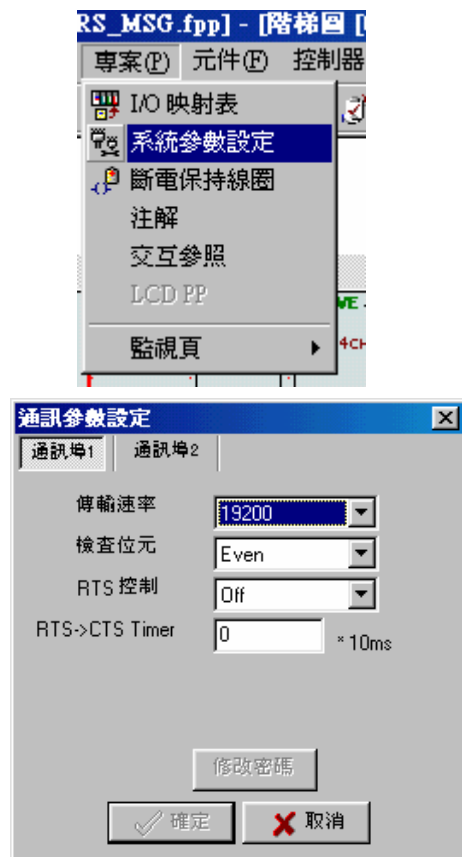 RS_MSG.fpp] - [階梯圖 [
專案(P) 元件(E) 控制器
I/O 映射表
系統參數設定
斷電保持線圈
注解
交互參照
LCD PP
監視頁
通訊參數設定
通訊埠1 通訊埠2
傳輸速率 19200
檢查位元 Even
RTS 控制 Off
RTS->CTS Timer 0 * 10ms
修改密碼
確定 取消